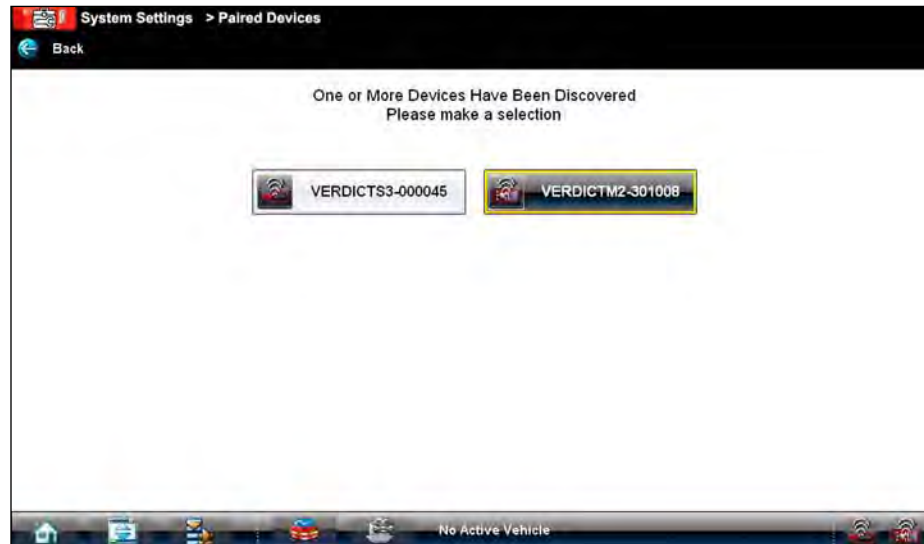 System Settings > Paired Devices
Back
One or More Devices Have Been Discovered
Please make a selection
VERDICTS3-000045
VERDICTM2-301008
No Active Vehicle